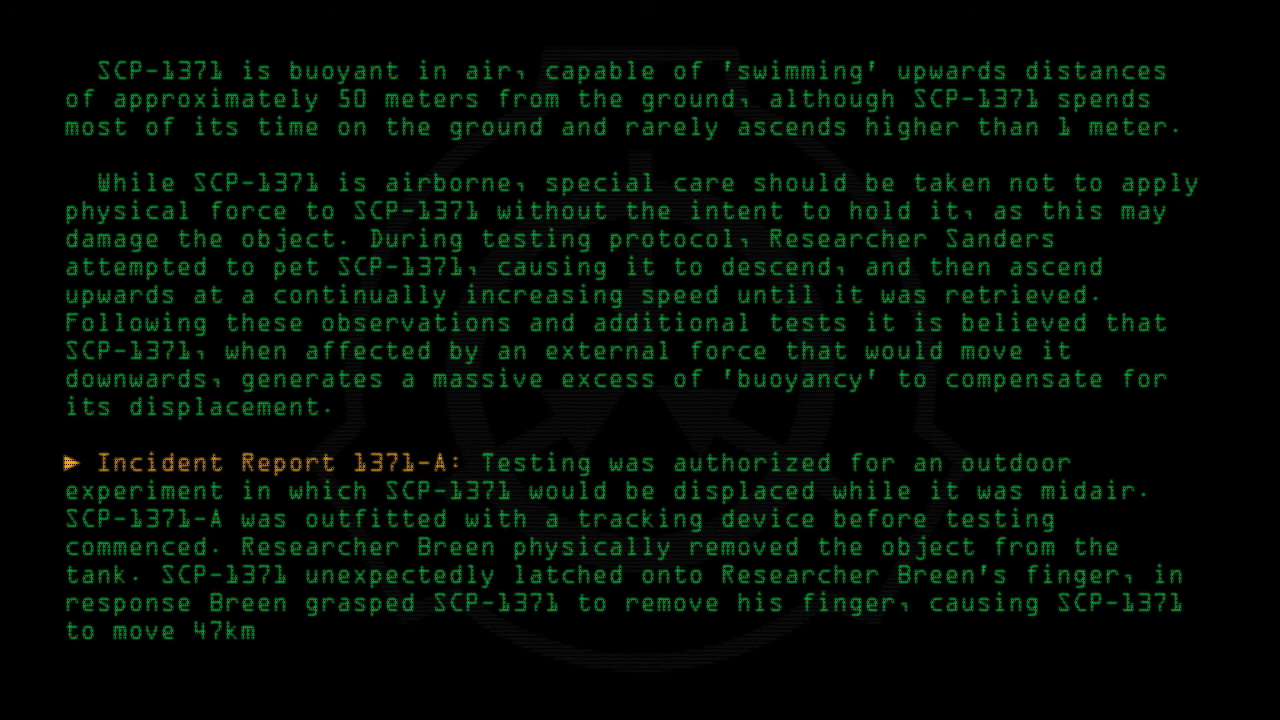 SCP-1371 is buoyant in air, capable of 'swimming' upwards distances
of approximately 50 meters from the ground, although SCP-1371 spends
most of its time on the ground and rarely ascends higher than 1 meter.
While SCP-1371 is airborne, special care should be taken not to apply
physical force to SCP-1371 without the intent to hold it, as this may
damage the object. During testing protocol, Researcher Sanders
attempted to pet SCP-1371, causing it to descend, and then ascend
upwards at a continually increasing speed until it was retrieved.
Following these observations and additional tests it is believed that
SCP-1371, when affected by an external force that would move it
downwards, generates a massive excess of 'buoyancy' to compensate for
its displacement.
► Incident Report 1371-A: Testing was authorized for an outdoor
experiment in which SCP-1371 would be displaced while it was midair.
SCP-1371-A was outfitted with a tracking device before testing
commenced. Researcher Breen physically removed the object from the
tank. SCP-1371 unexpectedly latched onto Researcher Breen's finger, in
response Breen grasped SCP-1371 to remove his finger, causing SCP-1371
to move 47km